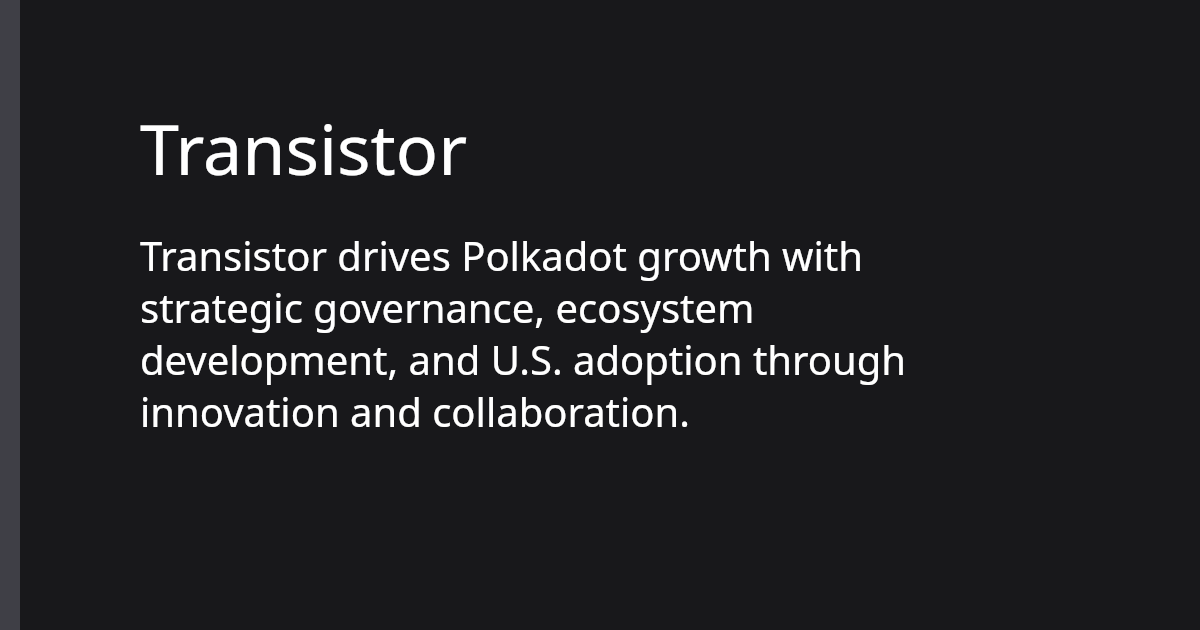 Transistor
Transistor drives Polkadot growth with
strategic governance, ecosystem
development, and U.S. adoption through
innovation and collaboration.